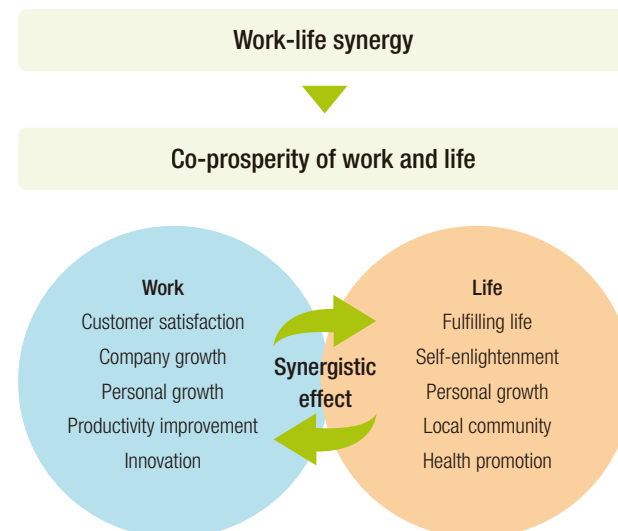 Work-life synergy
Co-prosperity of work and life
Work
Customer satisfaction
Company growth
Personal growth
Productivity improvement
Innovation
Synergistic
effect
Life
Fulfilling life
Self-enlightenment
Personal growth
Local community
Health promotion